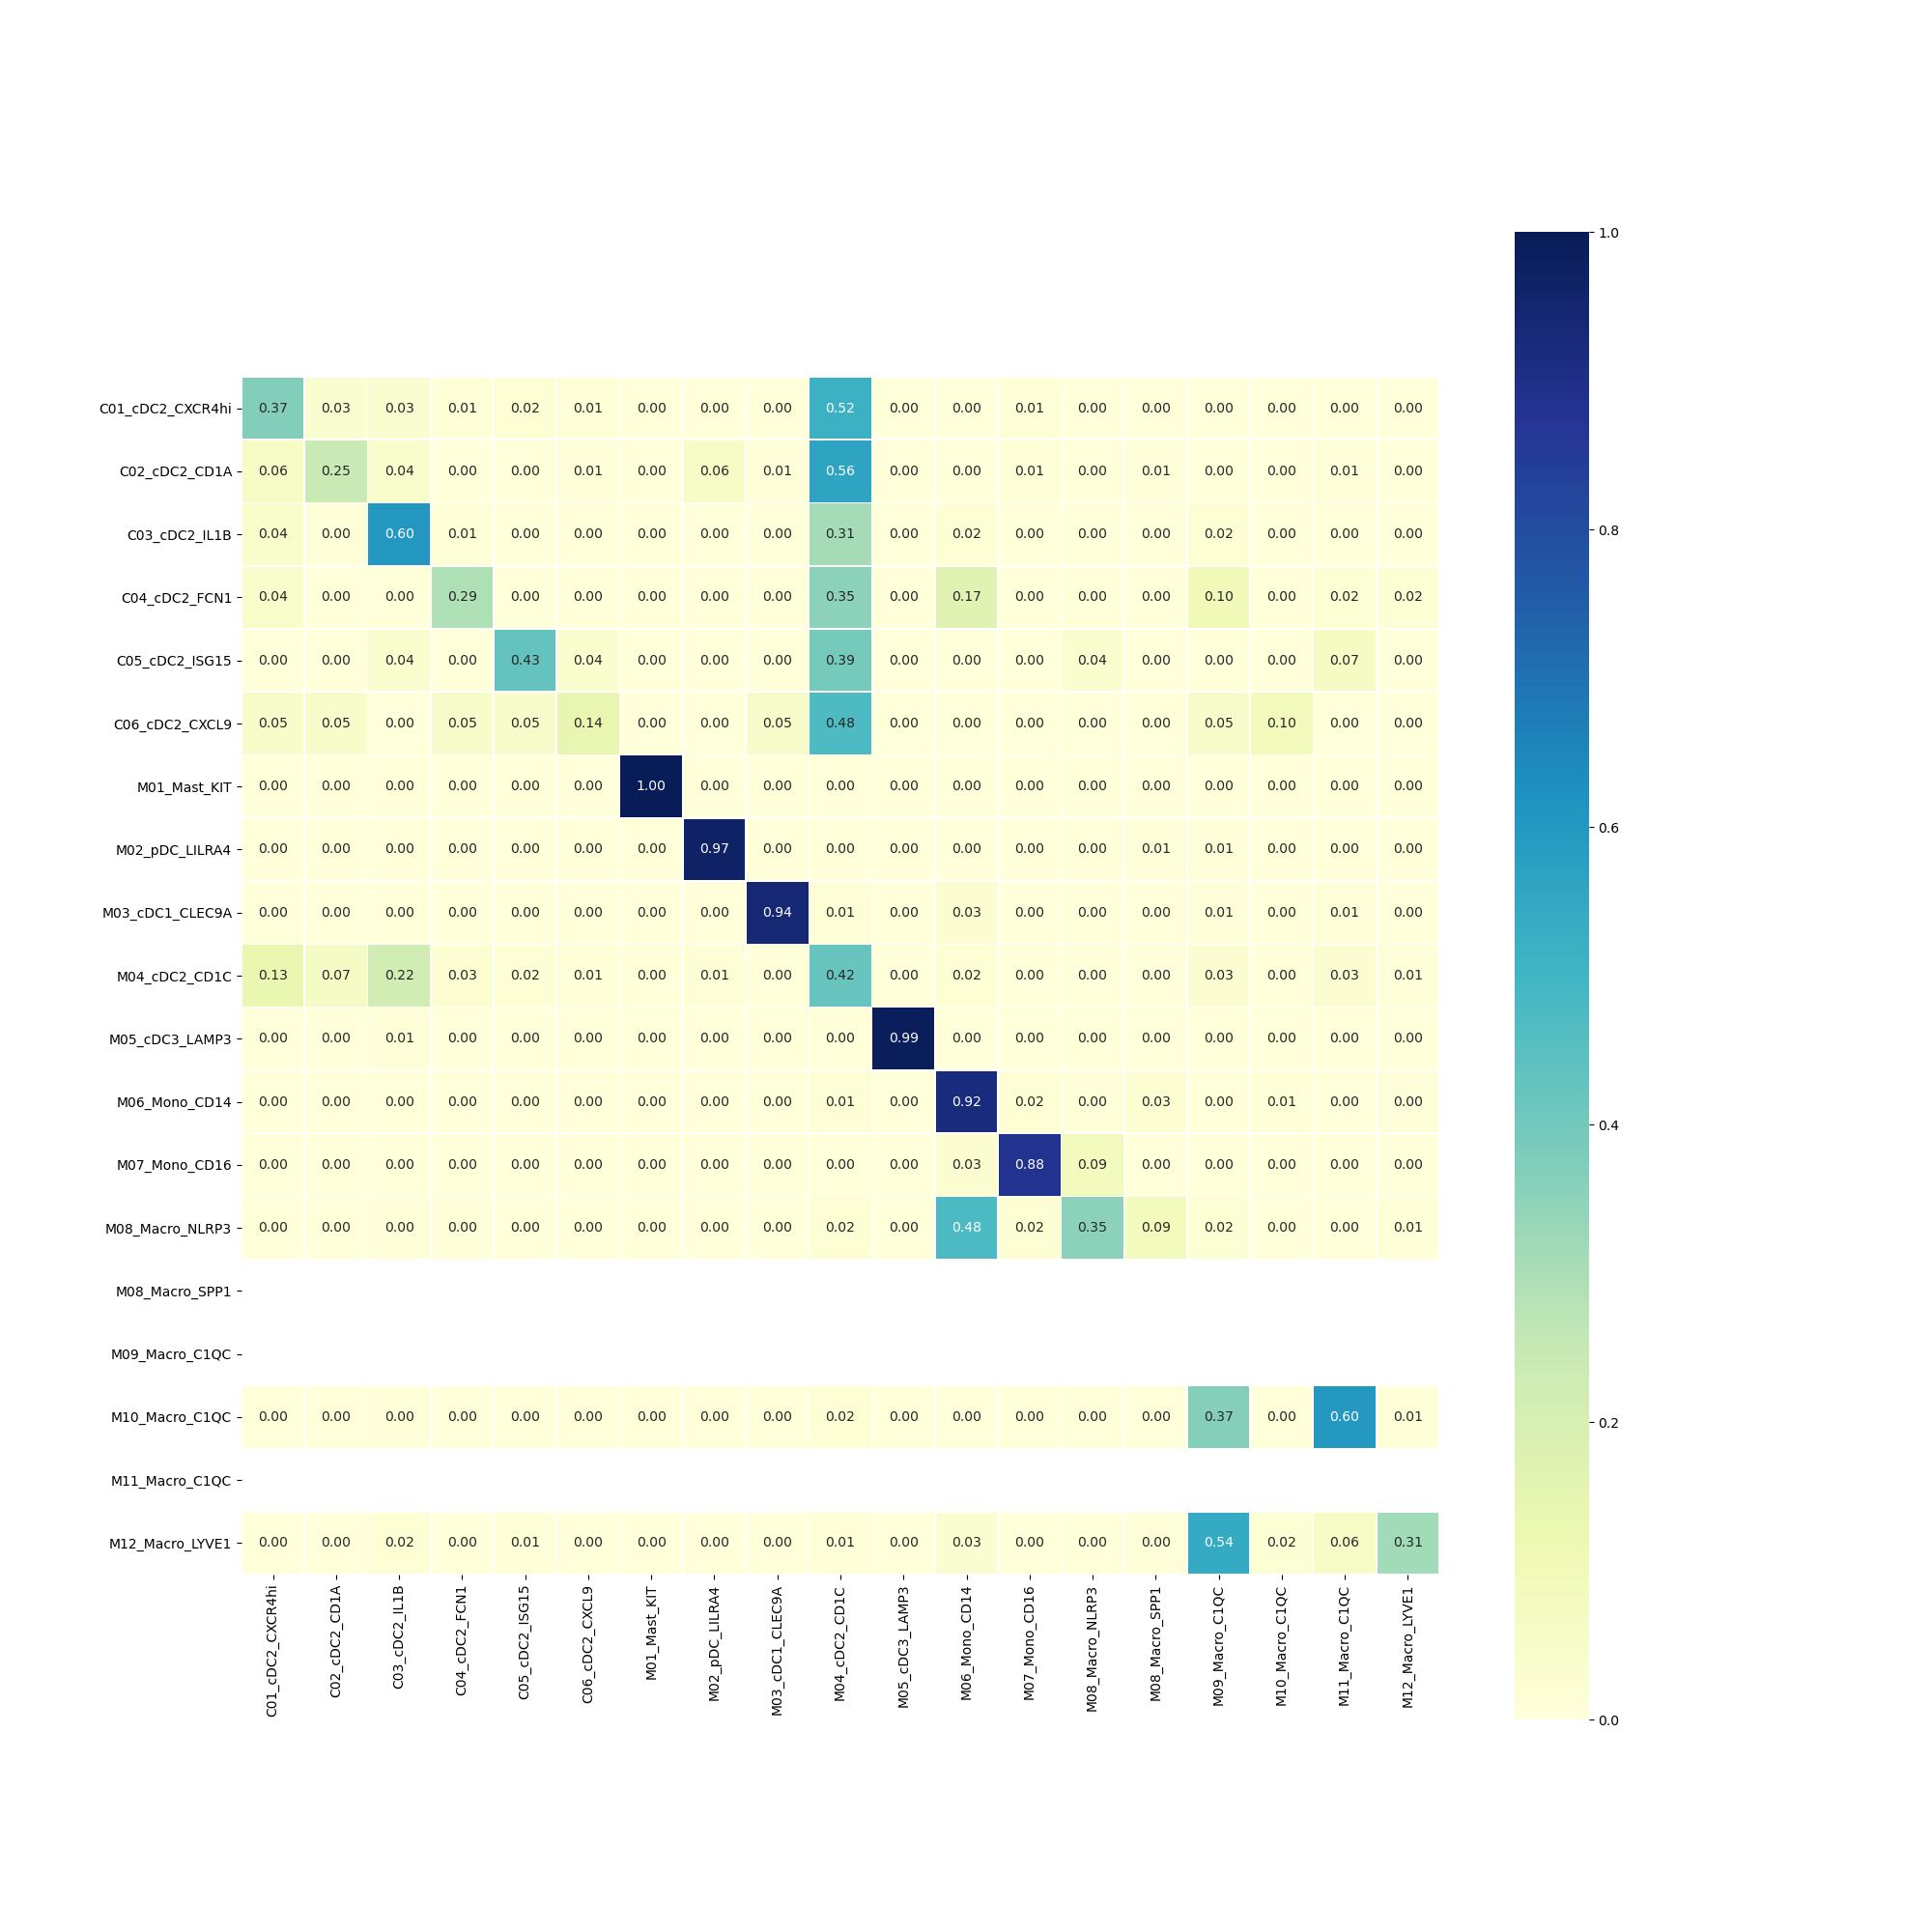 1.0
0.8
0.6
0.4
0.2
0.0
C01_cDC2_CXCR4hi 0.37 0.03 0.03 0.01 0.02 0.01 0.00 0.00 0.00 0.52 0.00 0.00 0.01 0.00 0.00 0.00 0.00 0.00 0.00
C02_cDC2_CD1A 0.06 0.25 0.04 0.00 0.00 0.01 0.00 0.06 0.01 0.56 0.00 0.00 0.01 0.00 0.01 0.00 0.00 0.01 0.00
C03_cDC2_IL1B 0.04 0.00 0.60 0.01 0.00 0.00 0.00 0.00 0.00 0.31 0.00 0.02 0.00 0.00 0.00 0.02 0.00 0.00 0.00
C04_cDC2_FCN1 0.04 0.00 0.00 0.29 0.00 0.00 0.00 0.00 0.00 0.35 0.00 0.17 0.00 0.00 0.00 0.10 0.00 0.02 0.02
C05_cDC2_ISG15 0.00 0.00 0.04 0.00 0.43 0.04 0.00 0.00 0.00 0.39 0.00 0.00 0.00 0.04 0.00 0.00 0.00 0.07 0.00
C06_cDC2_CXCL9 0.05 0.05 0.00 0.05 0.05 0.14 0.00 0.00 0.05 0.48 0.00 0.00 0.00 0.00 0.00 0.05 0.10 0.00 0.00
M01_Mast_KIT 0.00 0.00 0.00 0.00 0.00 0.00 1.00 0.00 0.00 0.00 0.00 0.00 0.00 0.00 0.00 0.00 0.00 0.00 0.00
M02_pDC_LILRA4 0.00 0.00 0.00 0.00 0.00 0.00 0.00 0.97 0.00 0.00 0.00 0.00 0.00 0.00 0.01 0.01 0.00 0.00 0.00
M03_cDC1_CLEC9A 0.00 0.00 0.00 0.00 0.00 0.00 0.00 0.00 0.94 0.01 0.00 0.03 0.00 0.00 0.00 0.01 0.00 0.01 0.00
M04_cDC2_CD1C 0.13 0.07 0.22 0.03 0.02 0.01 0.00 0.01 0.00 0.42 0.00 0.02 0.00 0.00 0.00 0.03 0.00 0.03 0.01
M05_cDC3_LAMP3 0.00 0.00 0.01 0.00 0.00 0.00 0.00 0.00 0.00 0.00 0.99 0.00 0.00 0.00 0.00 0.00 0.00 0.00 0.00
M06_Mono_CD14 0.00 0.00 0.00 0.00 0.00 0.00 0.00 0.00 0.00 0.01 0.00 0.92 0.02 0.00 0.03 0.00 0.01 0.00 0.00
M07_Mono_CD16 0.00 0.00 0.00 0.00 0.00 0.00 0.00 0.00 0.00 0.00 0.00 0.03 0.88 0.09 0.00 0.00 0.00 0.00 0.00
M08_Macro_NLRP3 0.00 0.00 0.00 0.00 0.00 0.00 0.00 0.00 0.00 0.02 0.00 0.48 0.02 0.35 0.09 0.02 0.00 0.00 0.01
M08_Macro_SPP1
M09_Macro_C1QC
M10_Macro_C1QC 0.00 0.00 0.00 0.00 0.00 0.00 0.00 0.00 0.00 0.02 0.00 0.00 0.00 0.00 0.00 0.37 0.00 0.60 0.01
M11_Macro_C1QC
M12_Macro_LYVE1 0.00 0.00 0.02 0.00 0.01 0.00 0.00 0.00 0.00 0.01 0.00 0.03 0.00 0.00 0.00 0.54 0.02 0.06 0.31
C01_cDC2_CXCR4hi
C02_cDC2_CD1A
C03_cDC2_IL1B
C04_cDC2_FCN1
C05_cDC2_ISG15
C06_cDC2_CXCL9
M01_Mast_KIT
M02_pDC_LILRA4
M03_cDC1_CLEC9A
M04_cDC2_CD1C
M05_cDC3_LAMP3
M06_Mono_CD14
M07_Mono_CD16
M08_Macro_NLRP3
M08_Macro_SPP1
M09_Macro_C1QC
M10_Macro_C1QC
M11_Macro_C1QC
M12_Macro_LYVE1